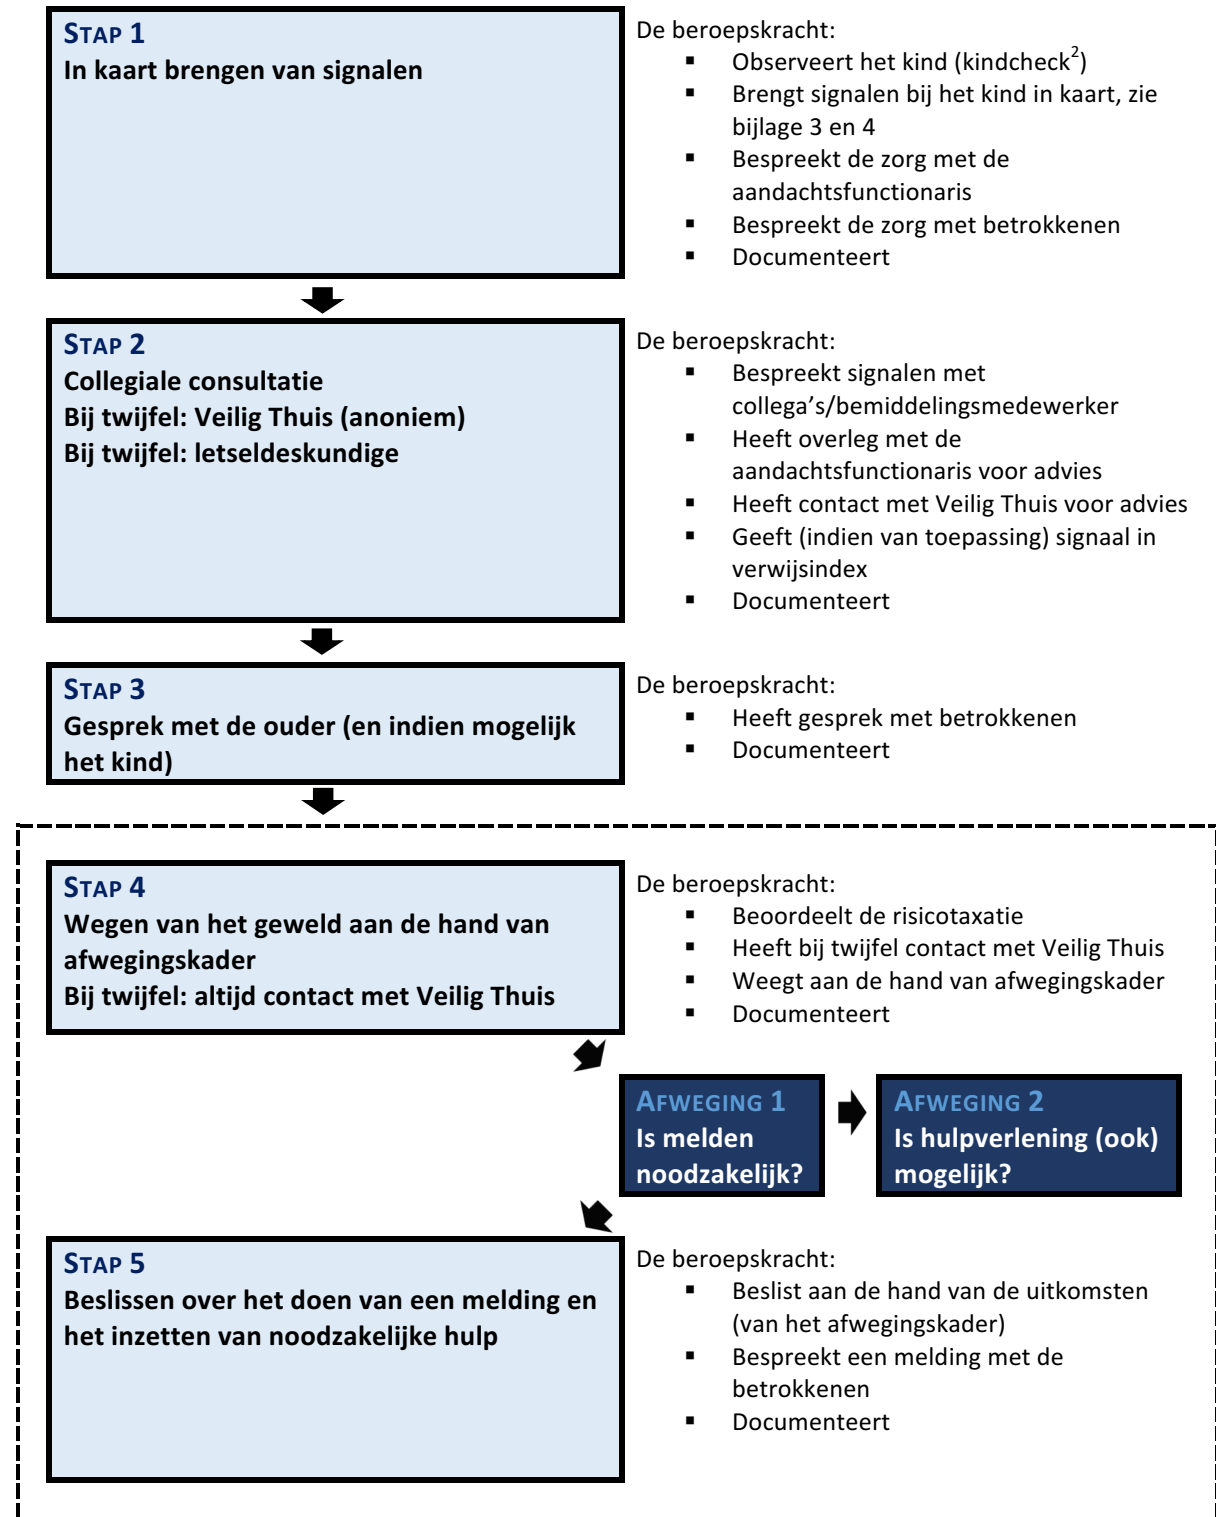 STAP 1
In kaart brengen van signalen
De beroepskracht:
▪ Observeert het kind (kindcheck2)
▪ Brengt signalen bij het kind in kaart, zie
bijlage 3 en 4
▪ Bespreekt de zorg met de
aandachtsfunctionaris
▪ Bespreekt de zorg met betrokkenen
▪ Documenteert
STAP 2
Collegiale consultatie
Bij twijfel: Veilig Thuis (anoniem)
Bij twijfel: letseldeskundige
De beroepskracht:
▪ Bespreekt signalen met
collega’s/bemiddelingsmedewerker
▪ Heeft overleg met de
aandachtsfunctionaris voor advies
▪ Heeft contact met Veilig Thuis voor advies
▪ Geeft (indien van toepassing) signaal in
verwijsindex
▪ Documenteert
STAP 3
Gesprek met de ouder (en indien mogelijk
het kind)
De beroepskracht:
▪ Heeft gesprek met betrokkenen
▪ Documenteert
STAP 4
Wegen van het geweld aan de hand van
afwegingskader
Bij twijfel: altijd contact met Veilig Thuis
De beroepskracht:
▪ Beoordeelt de risicotaxatie
▪ Heeft bij twijfel contact met Veilig Thuis
▪ Weegt aan de hand van afwegingskader
▪ Documenteert
AFWEGING 1
Is melden
noodzakelijk?
AFWEGING 2
Is hulpverlening (ook)
mogelijk?
STAP 5
Beslissen over het doen van een melding en
het inzetten van noodzakelijke hulp
De beroepskracht:
▪ Beslist aan de hand van de uitkomsten
(van het afwegingskader)
▪ Bespreekt een melding met de
betrokkenen
▪ Documenteert